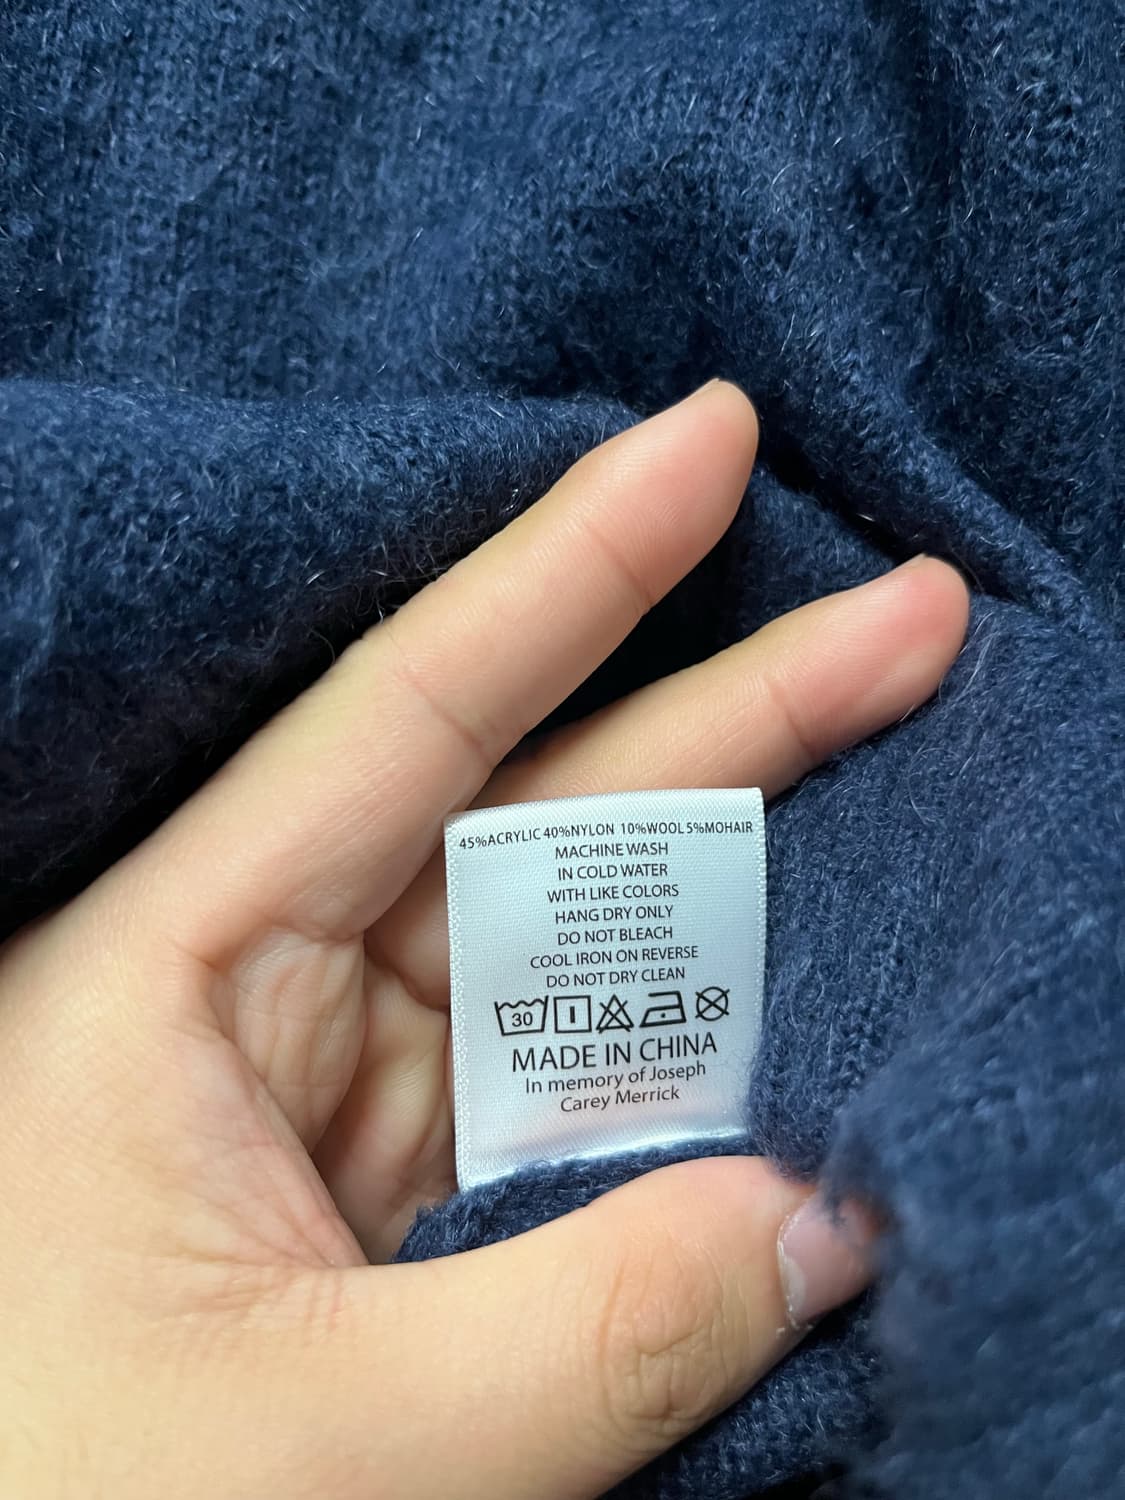 45%ACRYLIC 40%NYLON 10%WOOL 5%MOHAIR
MACHINE WASH
IN COLD WATER
WITH LIKE COLORS
HANG DRY ONLY
DO NOT BLEACH
COOL IRON ON REVERSE
DO NOT DRY CLEAN
30
MADE IN CHINA
In memory of Joseph
Carey Merrick